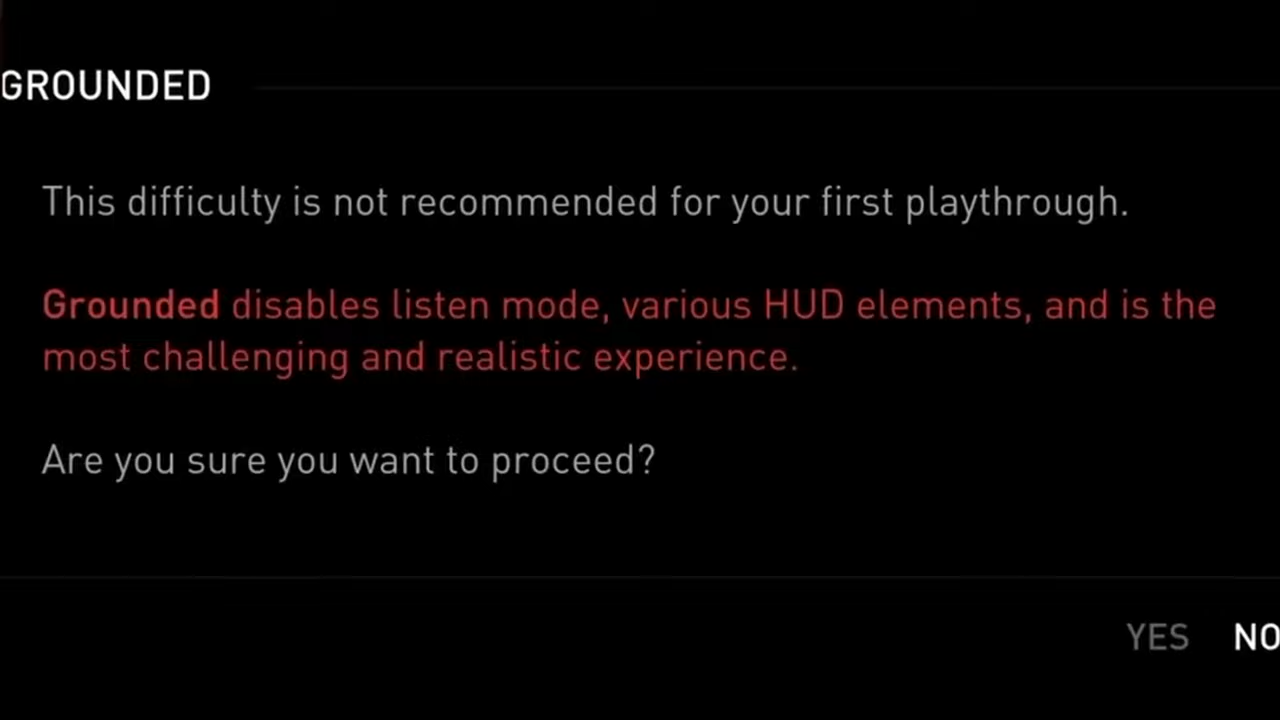 GROUNDED
This difficulty is not recommended for your first playthrough.
Grounded disables listen mode, various HUD elements, and is the
most challenging and realistic experience.
Are you sure you want to proceed?
YES NO